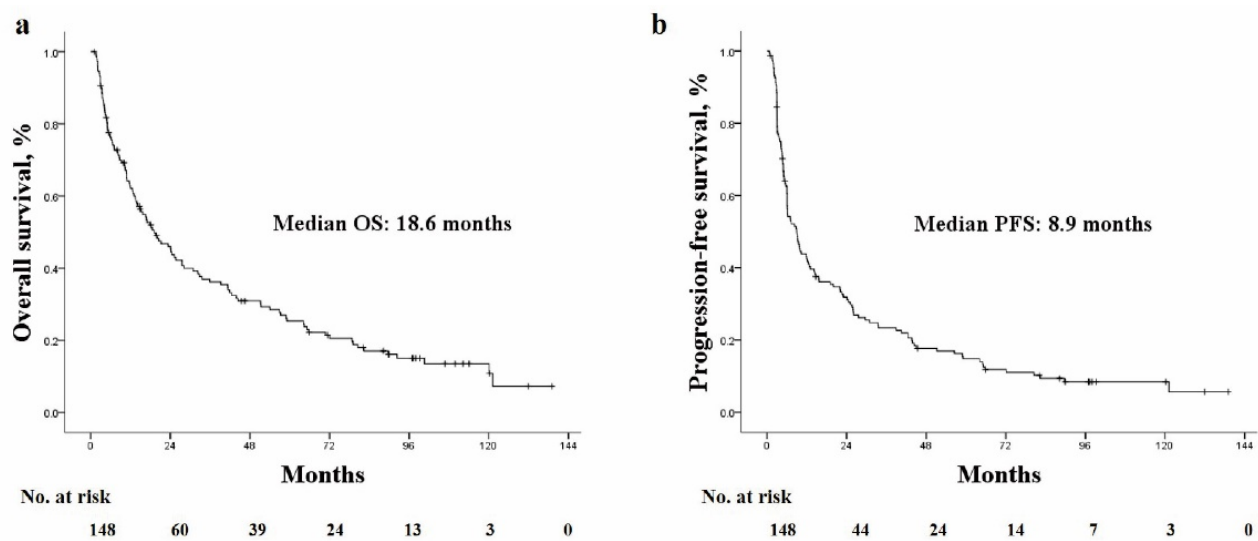 a
Overall survival, %
1.0
0.8
0.6
0.4
0.2
0.0
Median OS: 18.6 months
0 24 48 72 96 120 144
Months
No. at risk
148 60 39 24 13 3 0
b
Progression-free survival, %
1.0
0.8
0.6
0.4
0.2
0.0
Median PFS: 8.9 months
0 24 48 72 96 120 144
Months
No. at risk
148 44 24 14 7 3 0